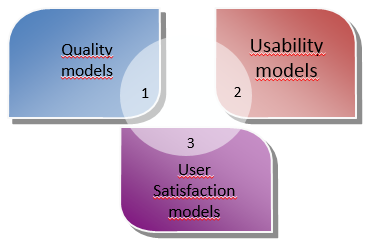 Quality
models
1
Usability
models
2
3
User
Satisfaction
models